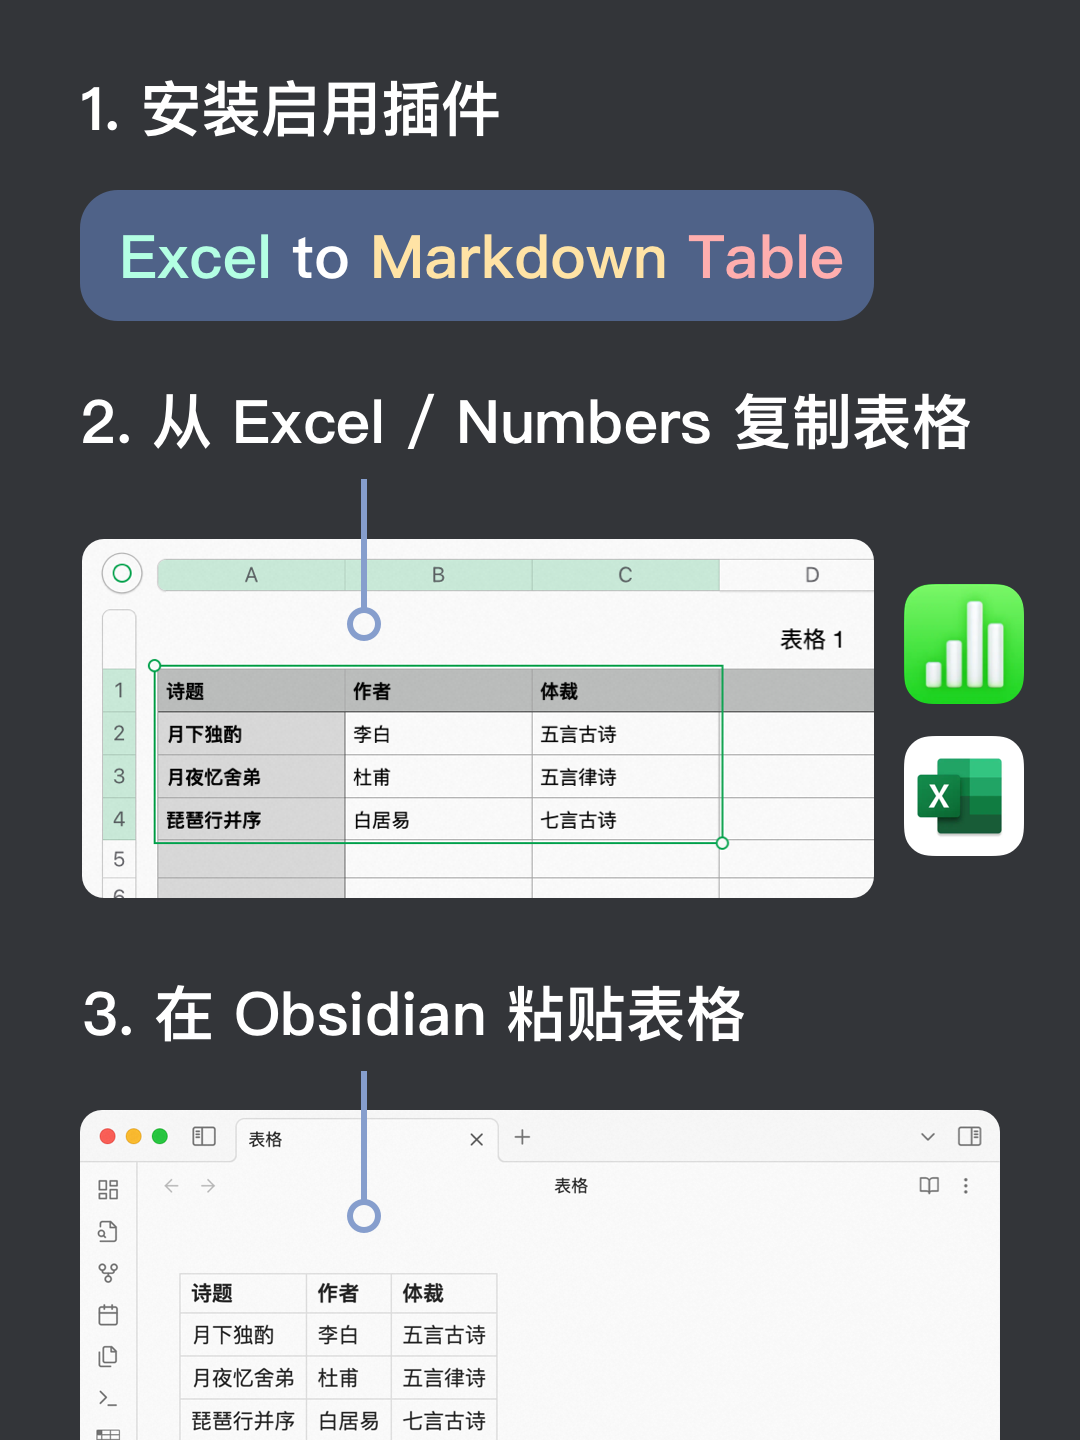 1. 安装启用插件
Excel to Markdown Table
2. 从 Excel / Numbers 复制表格
A B C D
表格 1
1 诗题 作者 体裁
2 月下独酌 李白 五言古诗
3 月夜忆舍弟 杜甫 五言律诗
4 琵琶行并序 白居易 七言古诗
5
6
X
3. 在 Obsidian 粘贴表格
表格
表格
诗题 作者 体裁
月下独酌 李白 五言古诗
月夜忆舍弟 杜甫 五言律诗
琵琶行并序 白居易 七言古诗